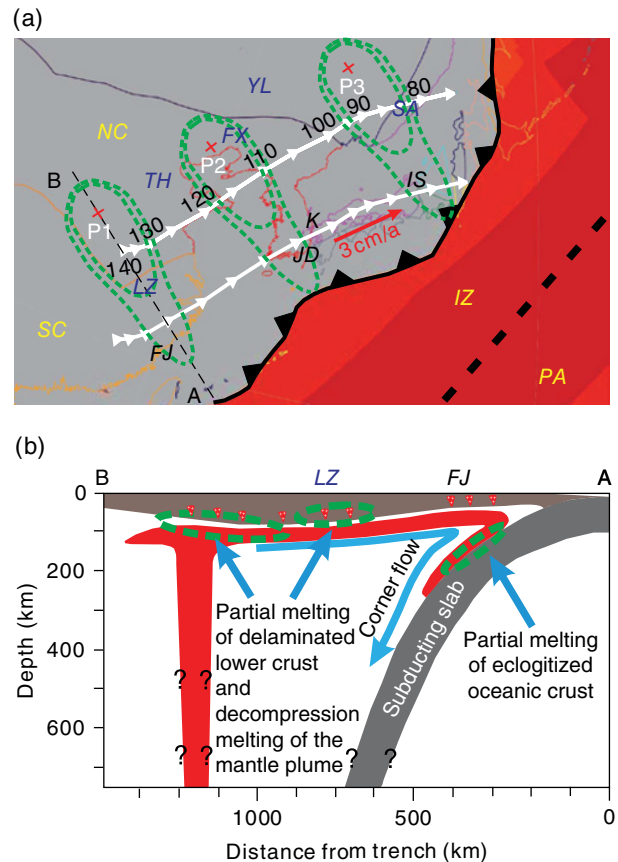 (a)
YL
P3
80
90
SA
NC
100
FX
P2
110
B
TH
120
IS
P1
130
K
3 cm/a
140
JD
LZ
IZ
SC
FJ
PA
A
(b)
B
LZ
FJ
A
0
200
400
600
Depth (km)
Corner flow
Subducting slab
Partial melting
of delaminated
lower crust
and
decompression
melting of the
mantle plume
Partial melting
of eclogitized
oceanic crust
? ?
? ?
? ?
1000
500
0
Distance from trench (km)